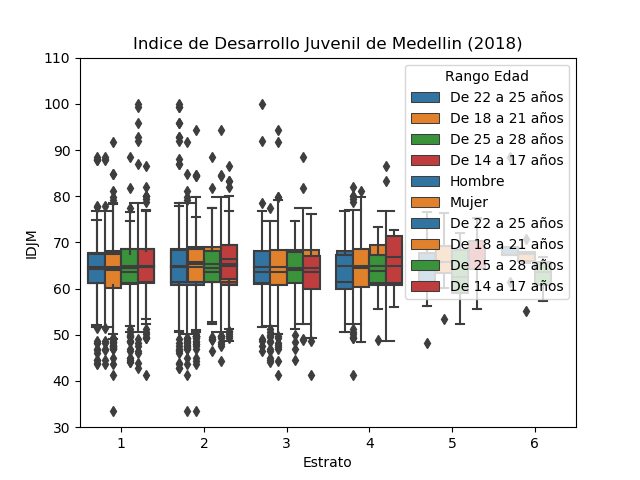 Indice de Desarrollo Juvenil de Medellin (2018)
110
100
90
80
70
60
50
40
30
IDJM
Rango Edad
De 22 a 25 años
De 18 a 21 años
De 25 a 28 años
De 14 a 17 años
Hombre
Mujer
De 22 a 25 años
De 18 a 21 años
De 25 a 28 años
De 14 a 17 años
1 2 3 4 5 6
Estrato